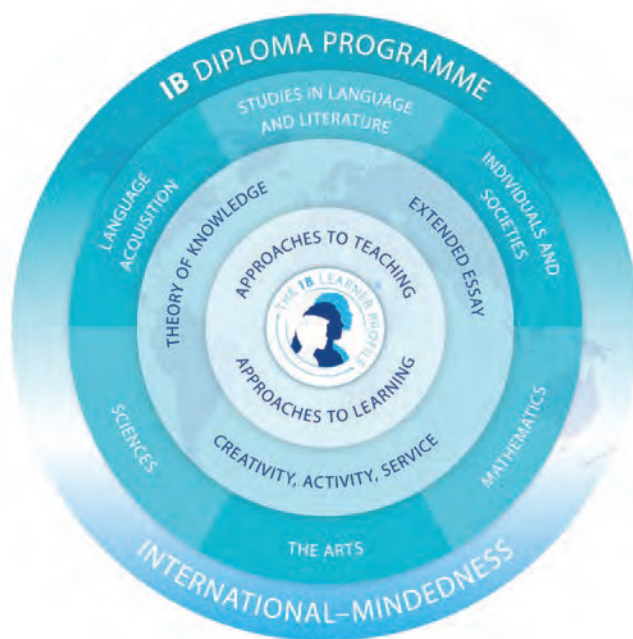 IB DIPLOMA PROGRAMME
STUDIES IN LANGUAGE
AND LITERATURE
LANGUAGE
ACQUISITION
INDIVIDUALS AND
SOCIETIES
THEORY OF KNOWLEDGE
EXTENDED ESSAY
APPROACHES TO TEACHING
THE IB LEARNER PROFILE
®
APPROACHES TO LEARNING
CREATIVITY, ACTIVITY, SERVICE
SCIENCES
MATHEMATICS
THE ARTS
INTERNATIONAL–MINDEDNESS